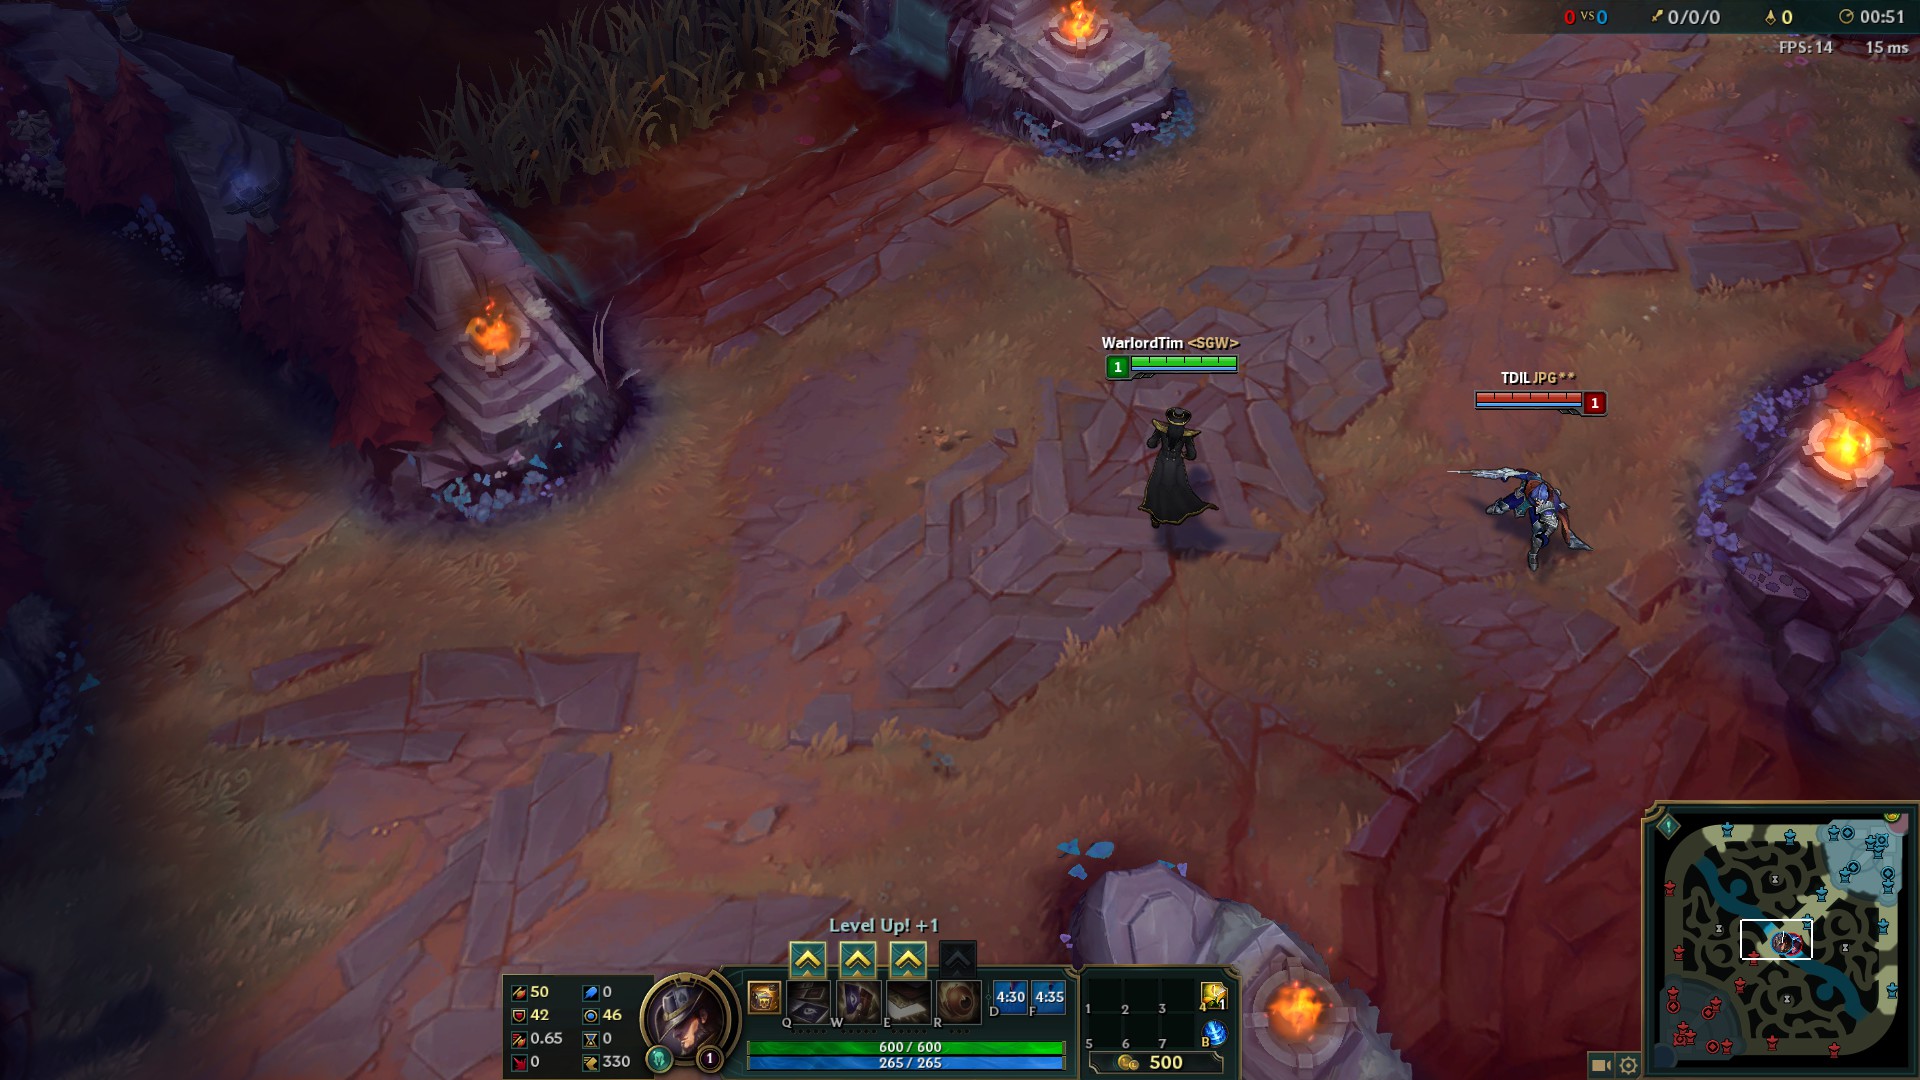 0 VS 0 0/0/0 0 00:51
FPS: 14 15 ms
WarlordTim <SGW>
1
TDIL JPG**
1
Level Up! +1
50 0
42 46
0.65 0
0 330
1
Q W E R
4:30 4:35
D F
600 / 600
265 / 265
1 2 3 4 1
5 6 7 B
500